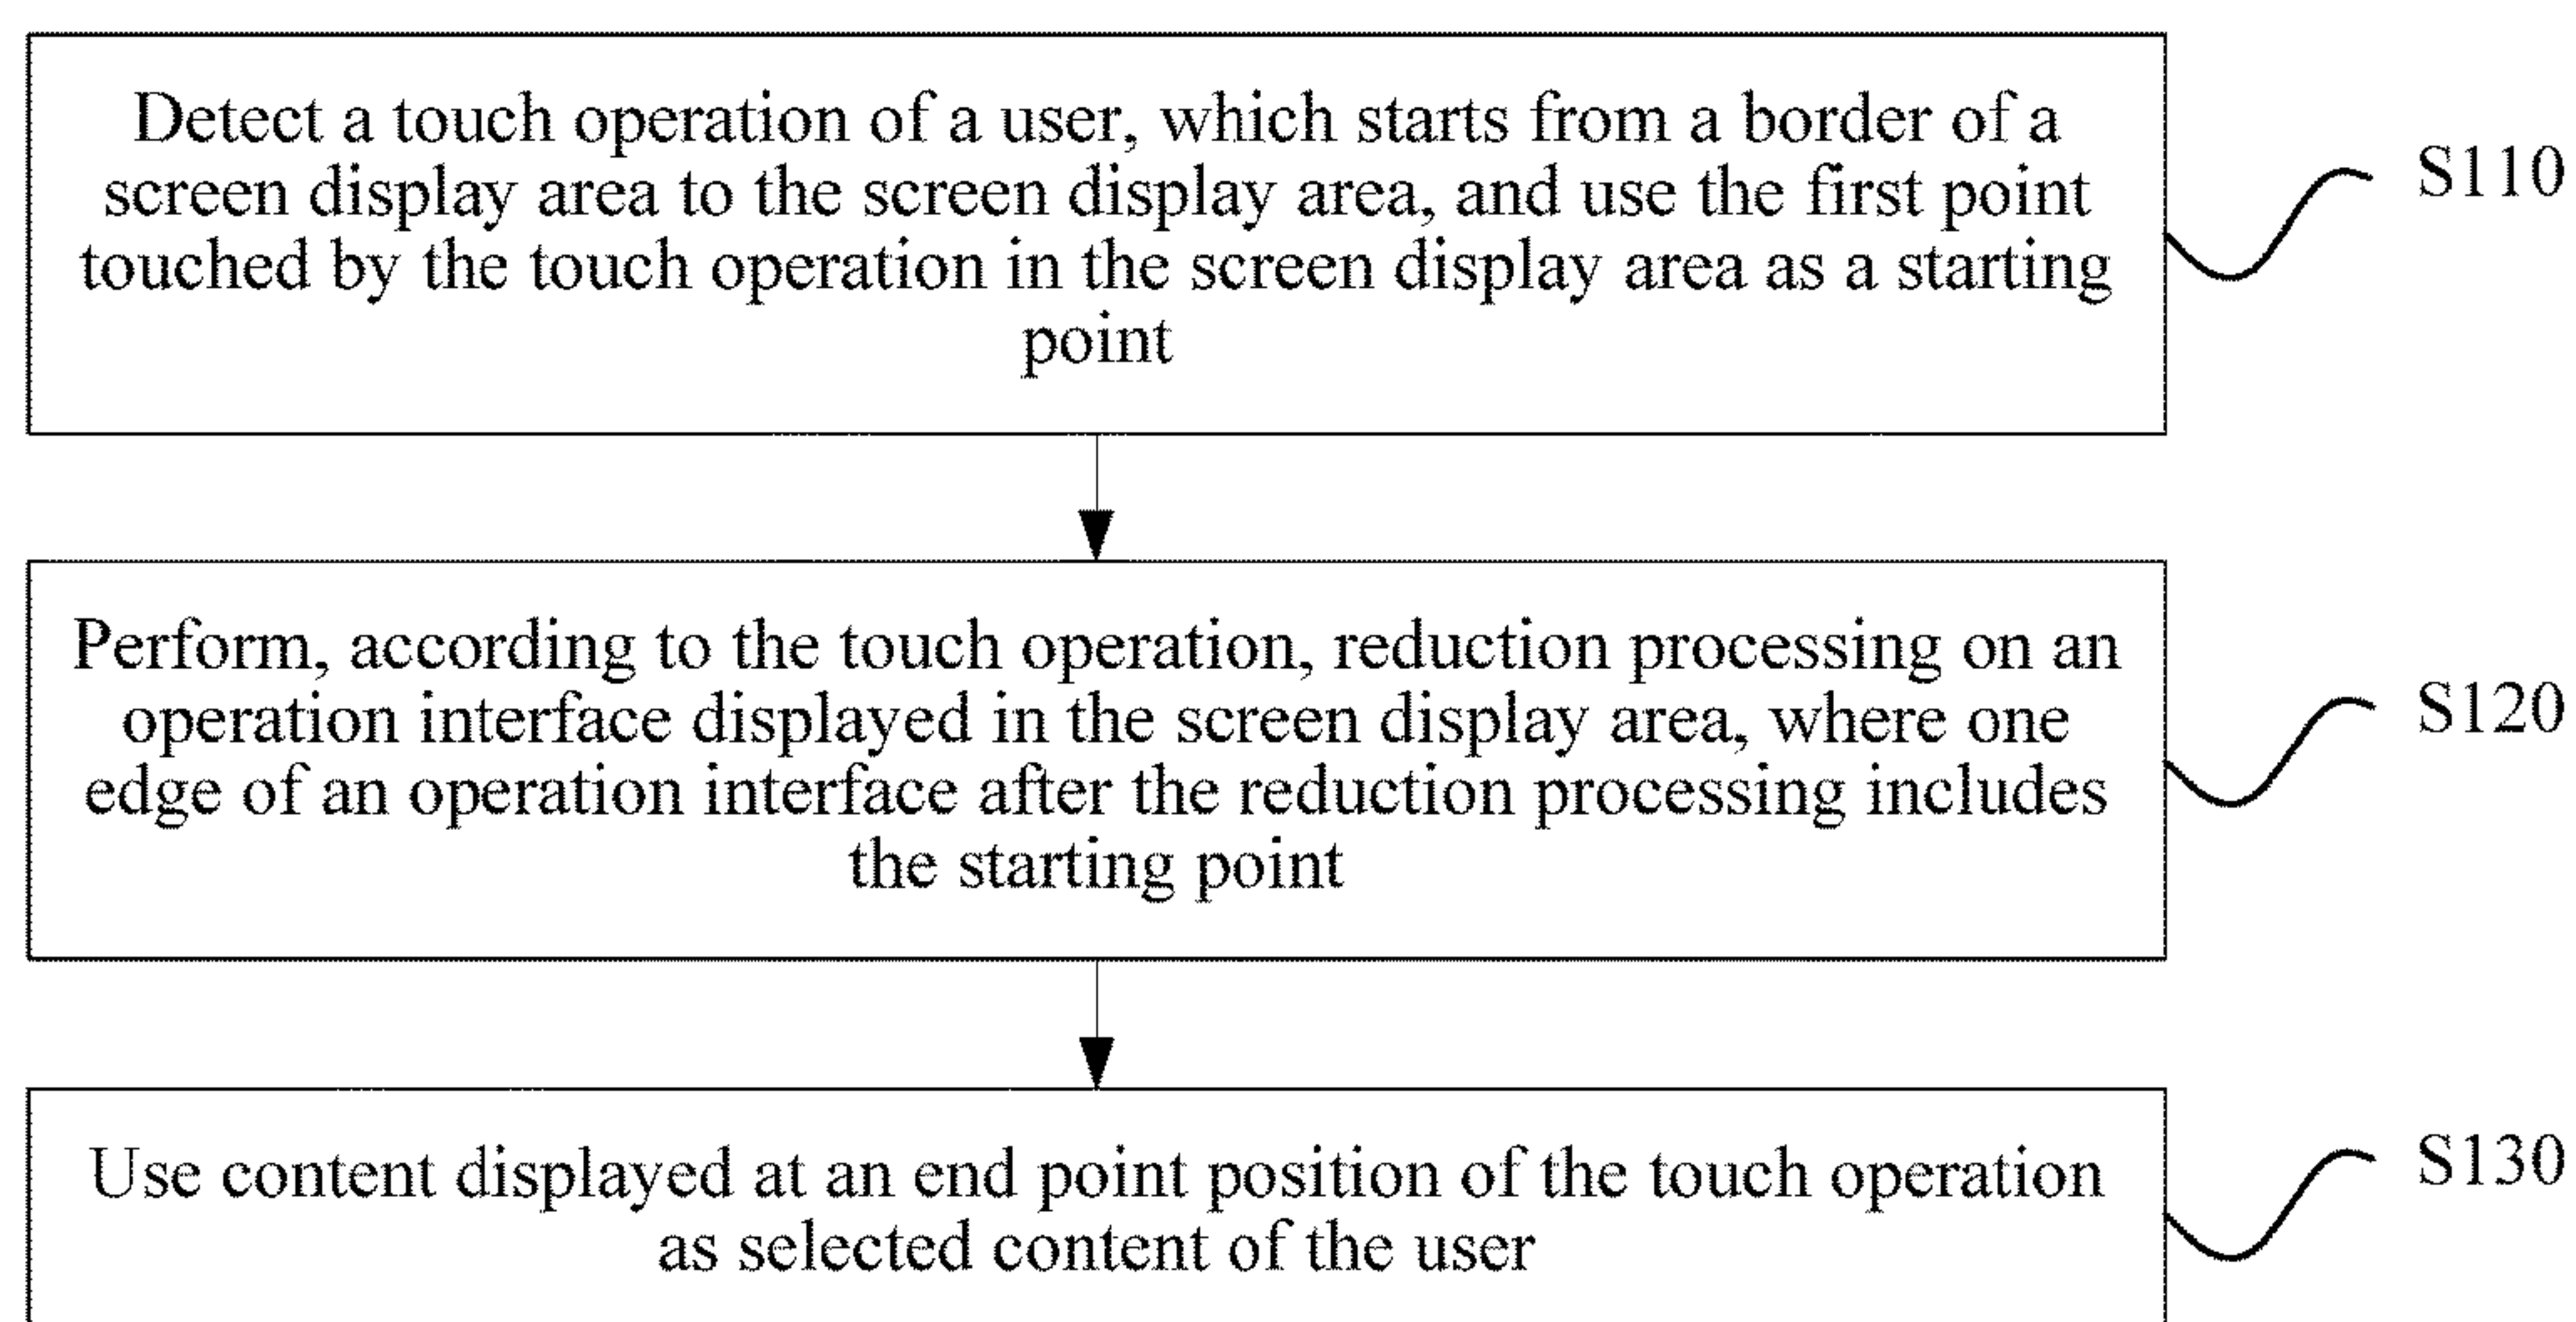 Detect a touch operation of a user, which starts from a border of a
screen display area to the screen display area, and use the first point
touched by the touch operation in the screen display area as a starting
point
S110
Perform, according to the touch operation, reduction processing on an
operation interface displayed in the screen display area, where one
edge of an operation interface after the reduction processing includes
the starting point
S120
Use content displayed at an end point position of the touch operation
as selected content of the user
S130